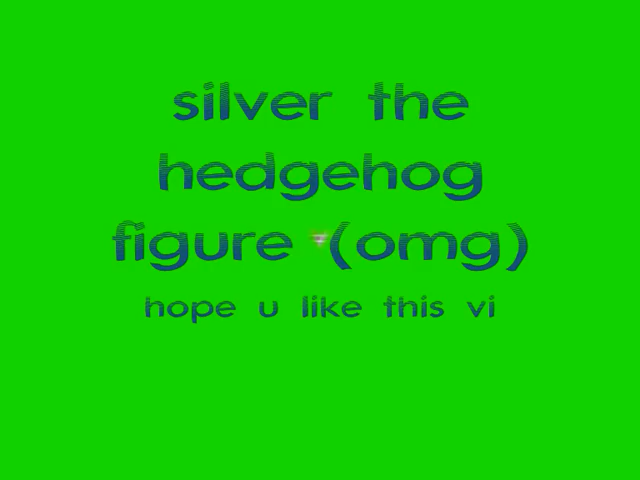 silver the
hedgehog
figure (omg)
hope u like this vi